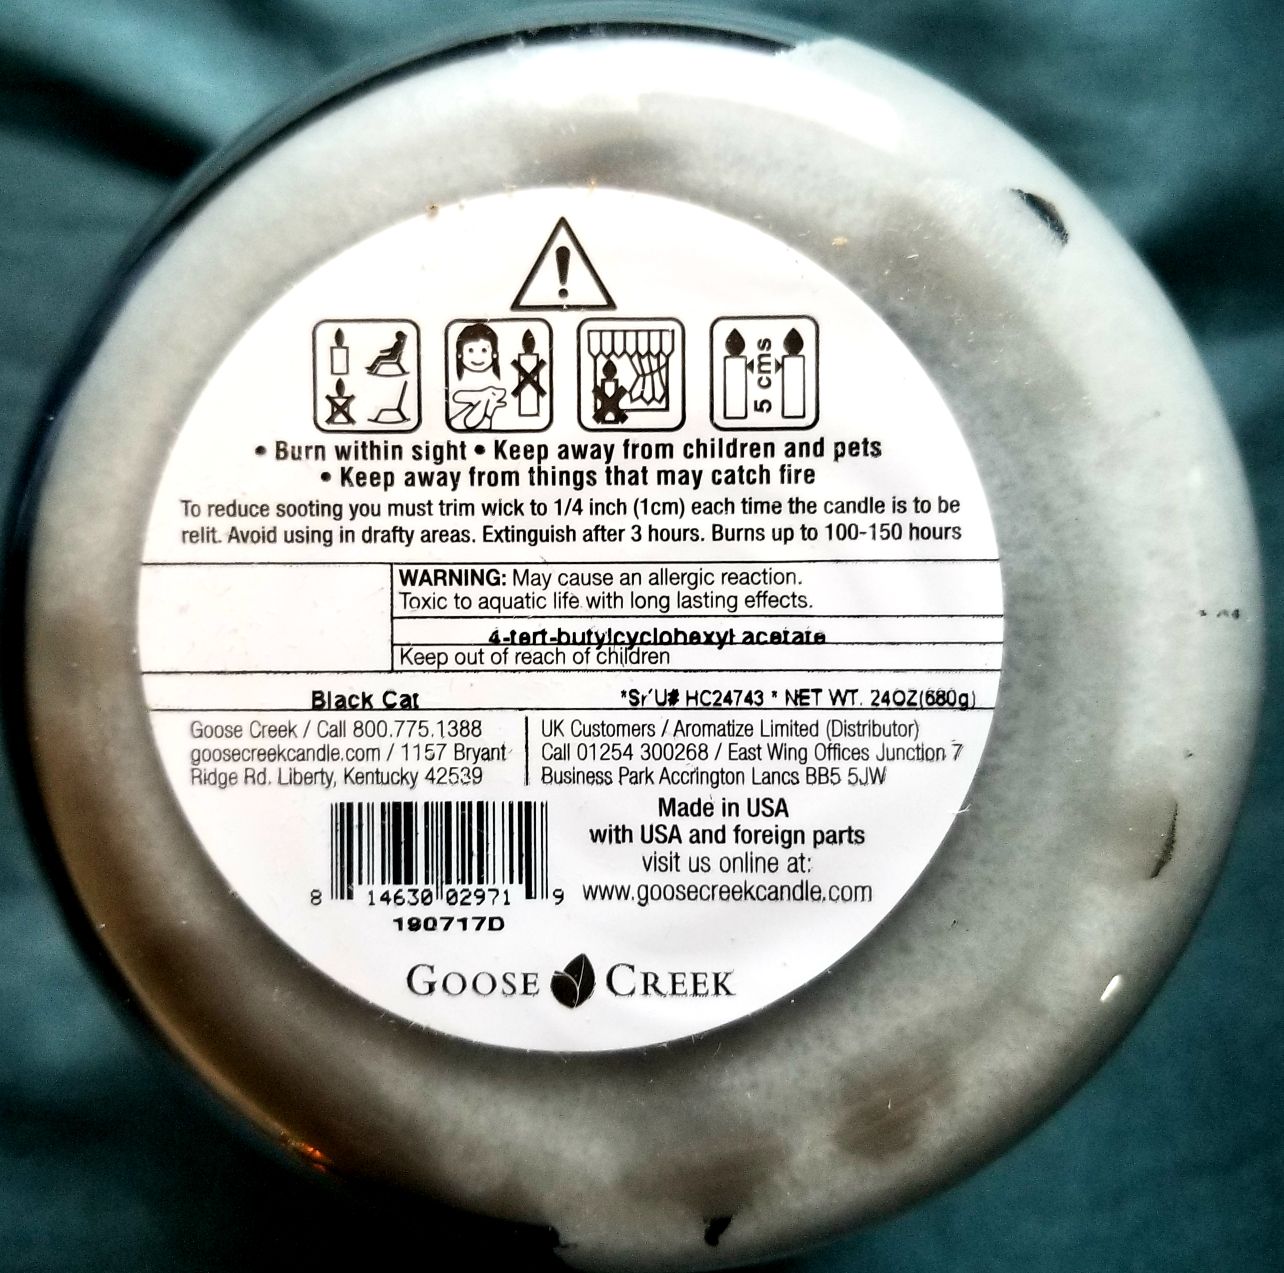 5 cms
• Burn within sight • Keep away from children and pets
• Keep away from things that may catch fire
To reduce sooting you must trim wick to 1/4 inch (1cm) each time the candle is to be
relit. Avoid using in drafty areas. Extinguish after 3 hours. Burns up to 100-150 hours
WARNING: May cause an allergic reaction.
Toxic to aquatic life with long lasting effects.
4-tert-butylcyclohexyl acetate
Keep out of reach of children
Black Cat *Sr'U# HC24743 * NET WT. 24OZ(680g)
Goose Creek / Call 800.775.1388
goosecreekcandle.com / 1157 Bryant
Ridge Rd. Liberty, Kentucky 42539
UK Customers / Aromatize Limited (Distributor)
Call 01254 300268 / East Wing Offices Junction 7
Business Park Accrington Lancs BB5 5JW
Made in USA
with USA and foreign parts
visit us online at:
www.goosecreekcandle.com
8 14630 02971 9
190717D
GOOSE CREEK